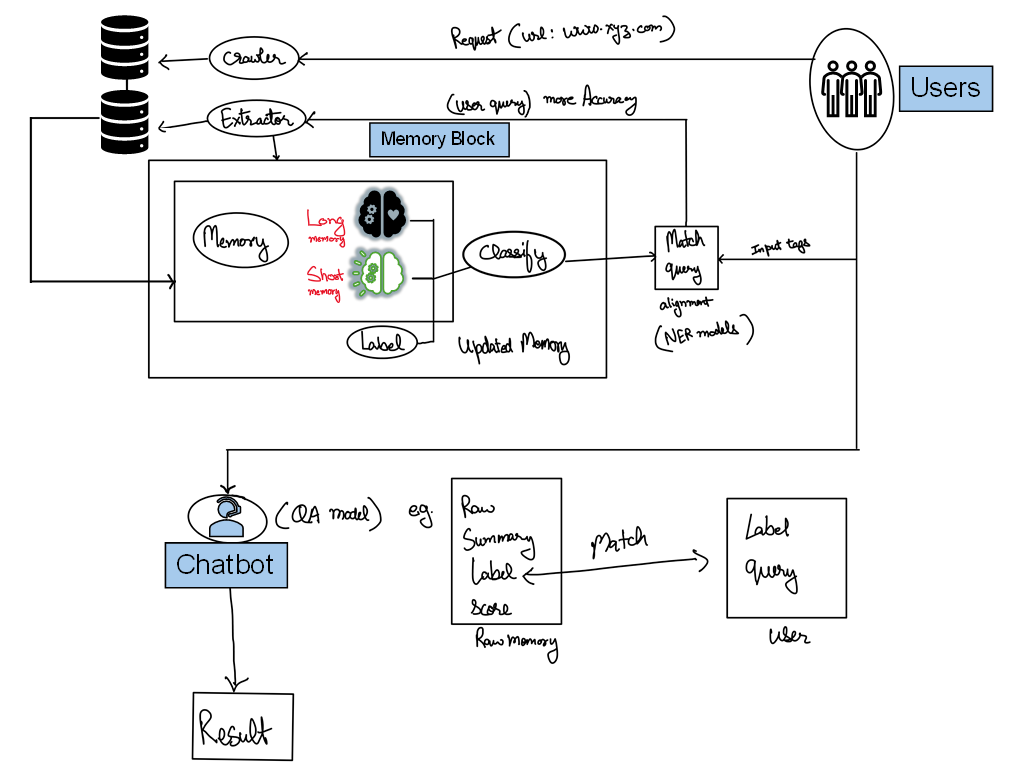 Request (url: www.xyz.com)
Crawler
Users
(User query) more Accuracy
Extractor
Memory Block
Memory
Long
memory
Short
memory
Classify
Match
query
Input tags
alignment
(NER models)
Label
Updated Memory
(QA model) eg.
Chatbot
Raw
Summary
Label
score
Raw memory
Match
Label
query
user
Result